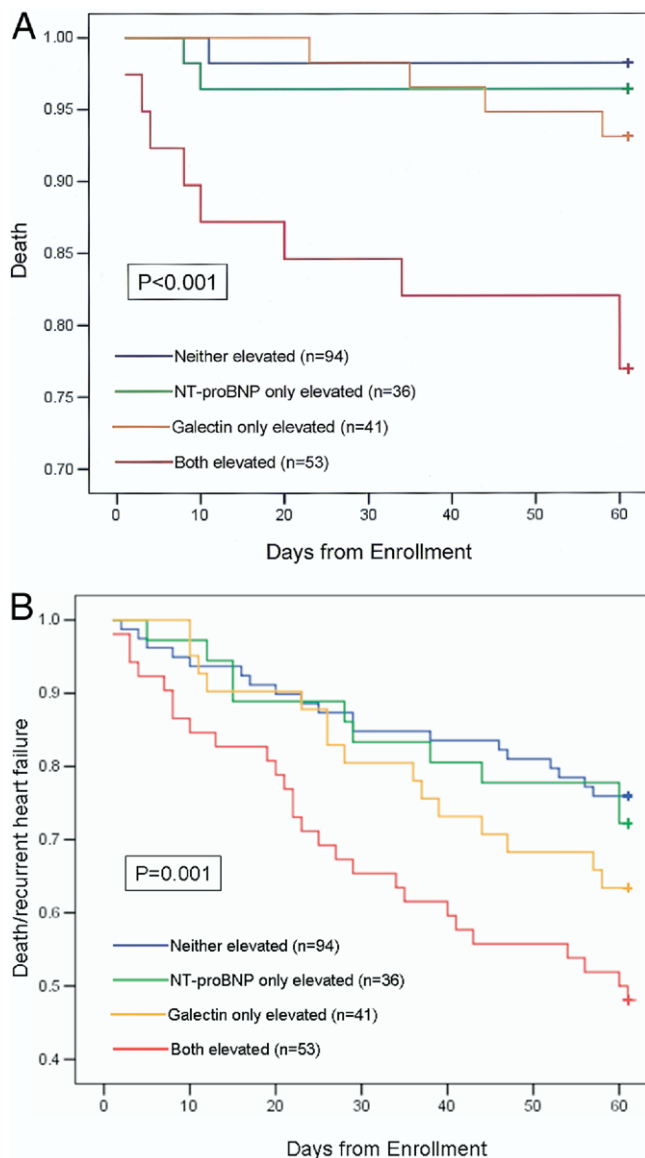 A
1.00
0.95
0.90
0.85
0.80
0.75
0.70
Death
P<0.001
Neither elevated (n=94)
NT-proBNP only elevated (n=36)
Galectin only elevated (n=41)
Both elevated (n=53)
0 10 20 30 40 50 60
Days from Enrollment
B
1.0
0.9
0.8
0.7
0.6
0.5
0.4
Death/recurrent heart failure
P=0.001
Neither elevated (n=94)
NT-proBNP only elevated (n=36)
Galectin only elevated (n=41)
Both elevated (n=53)
0 10 20 30 40 50 60
Days from Enrollment